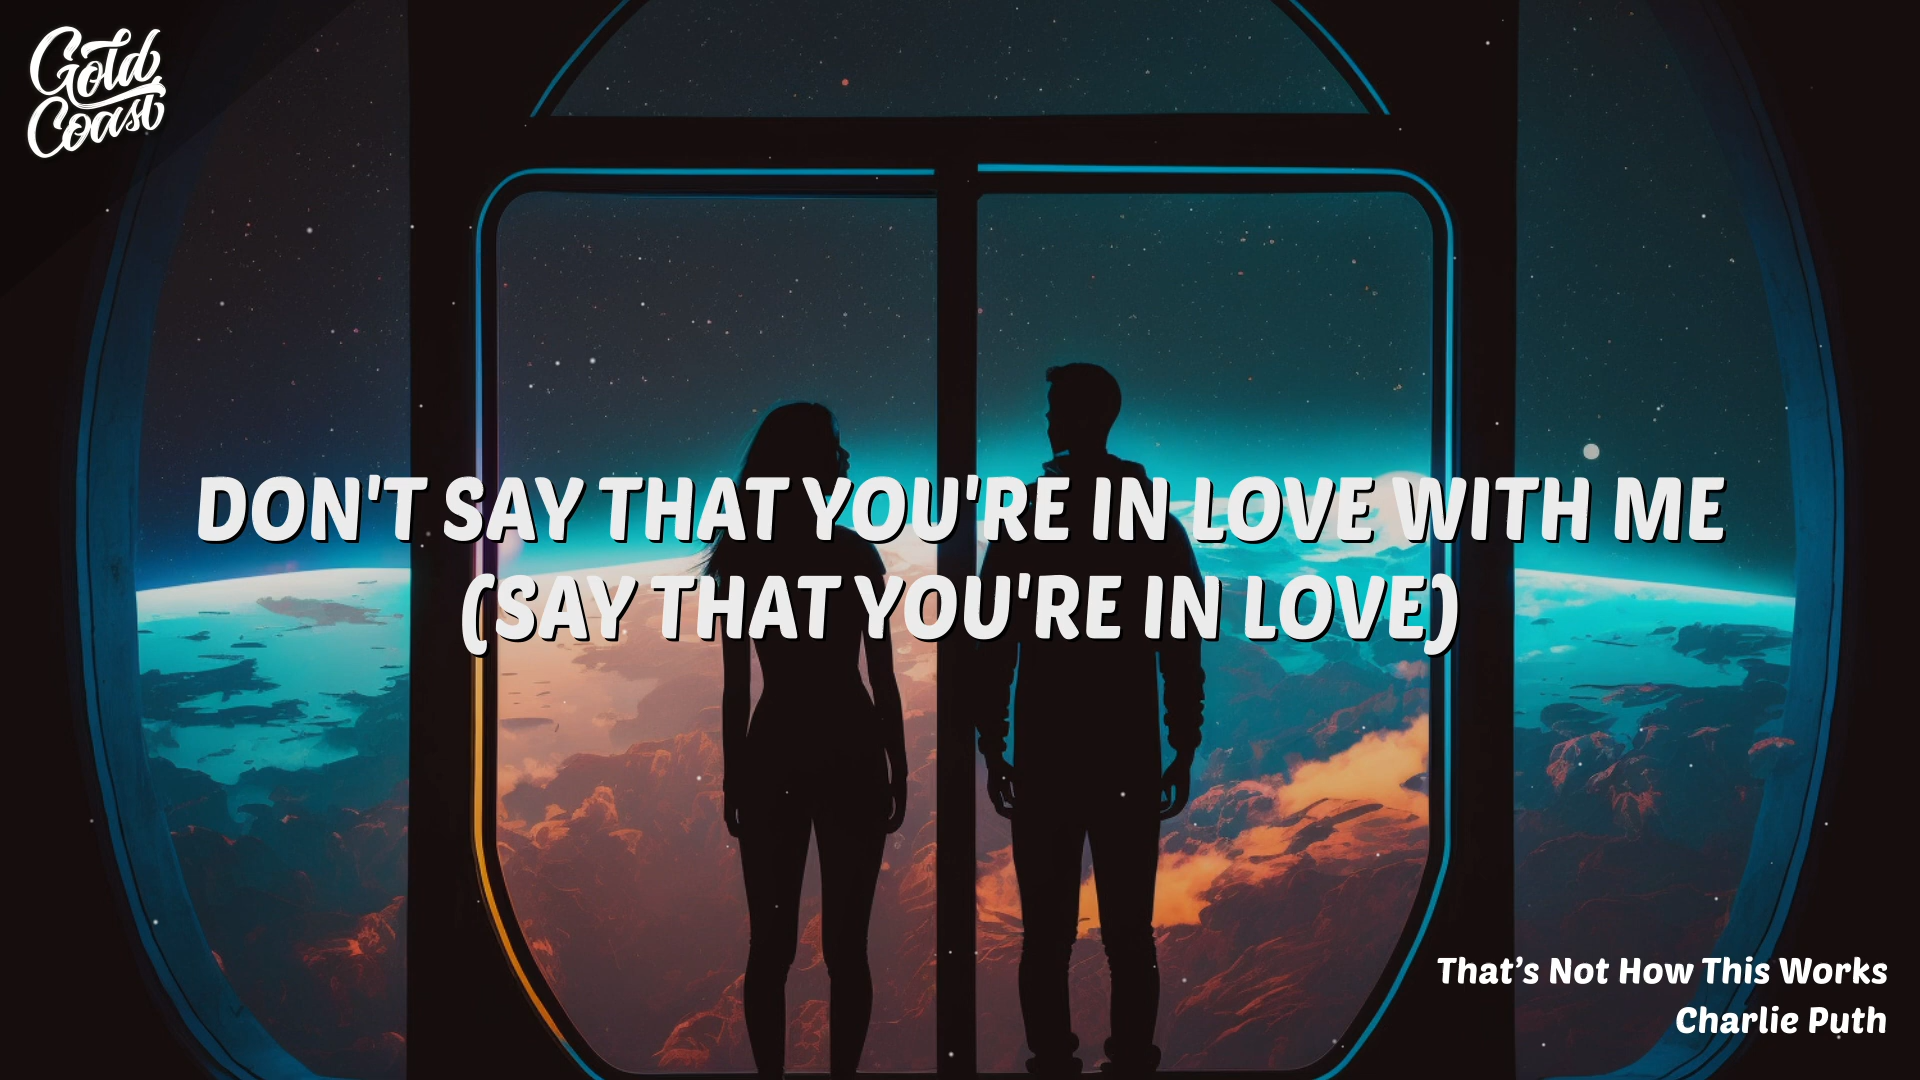 Gold
Coast
DON'T SAY THAT YOU'RE IN LOVE WITH ME
(SAY THAT YOU'RE IN LOVE)
That’s Not How This Works
Charlie Puth